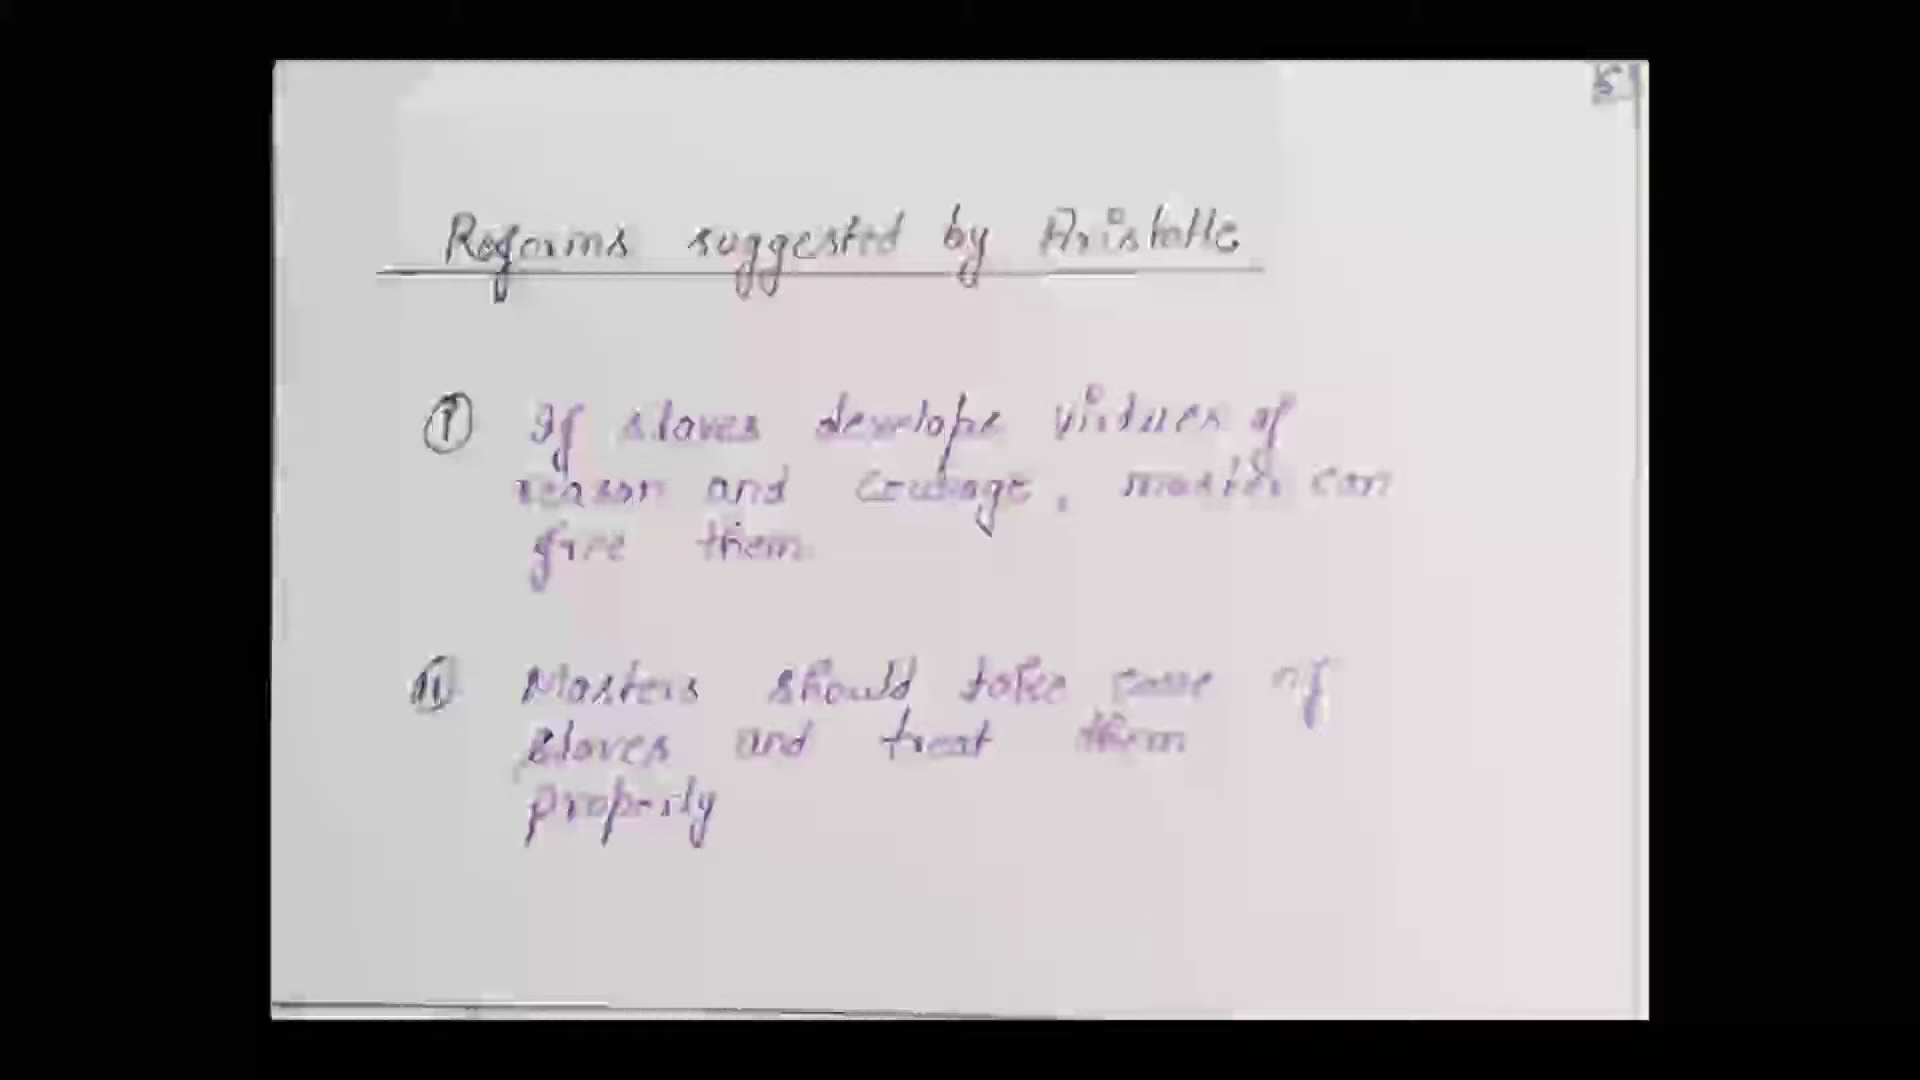 Reforms suggested by Aristotle
I If slaves develope virtues of
reason and courage, master can
free them
II Masters should take care of
slaves and treat them
properly